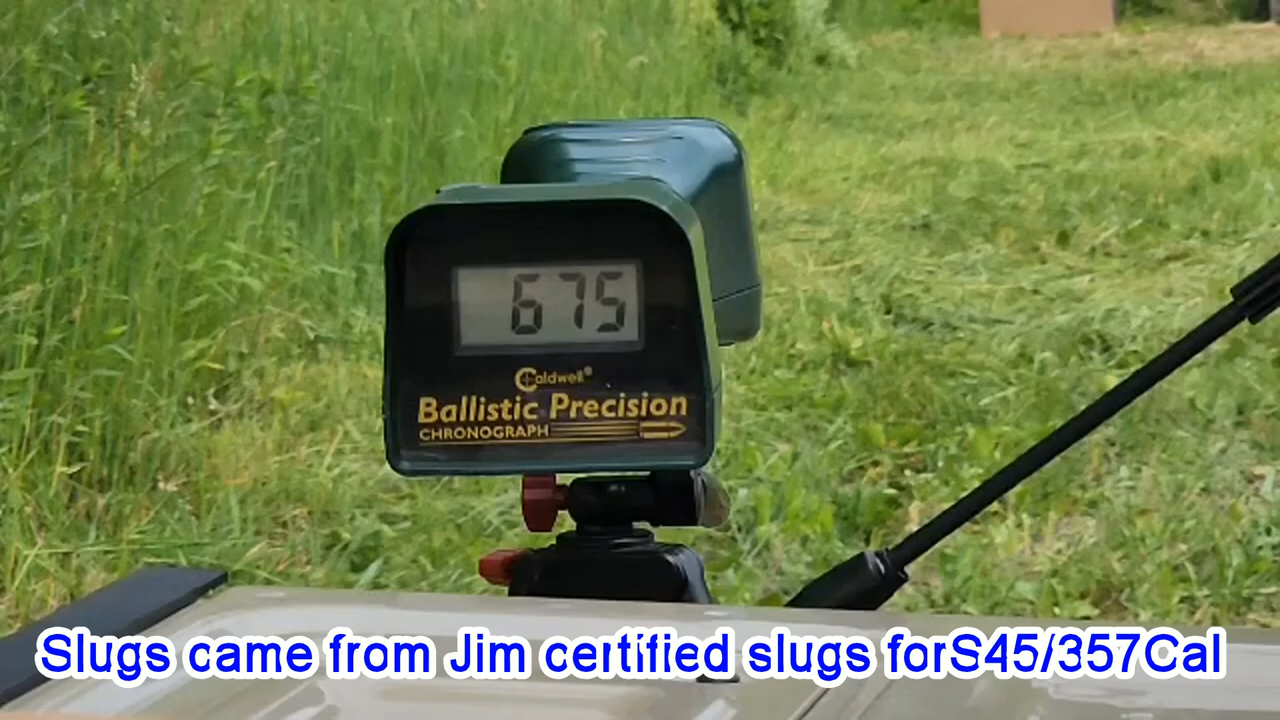 675
Caldwell®
Ballistic Precision
CHRONOGRAPH
Slugs came from Jim certified slugs forS45/357Cal